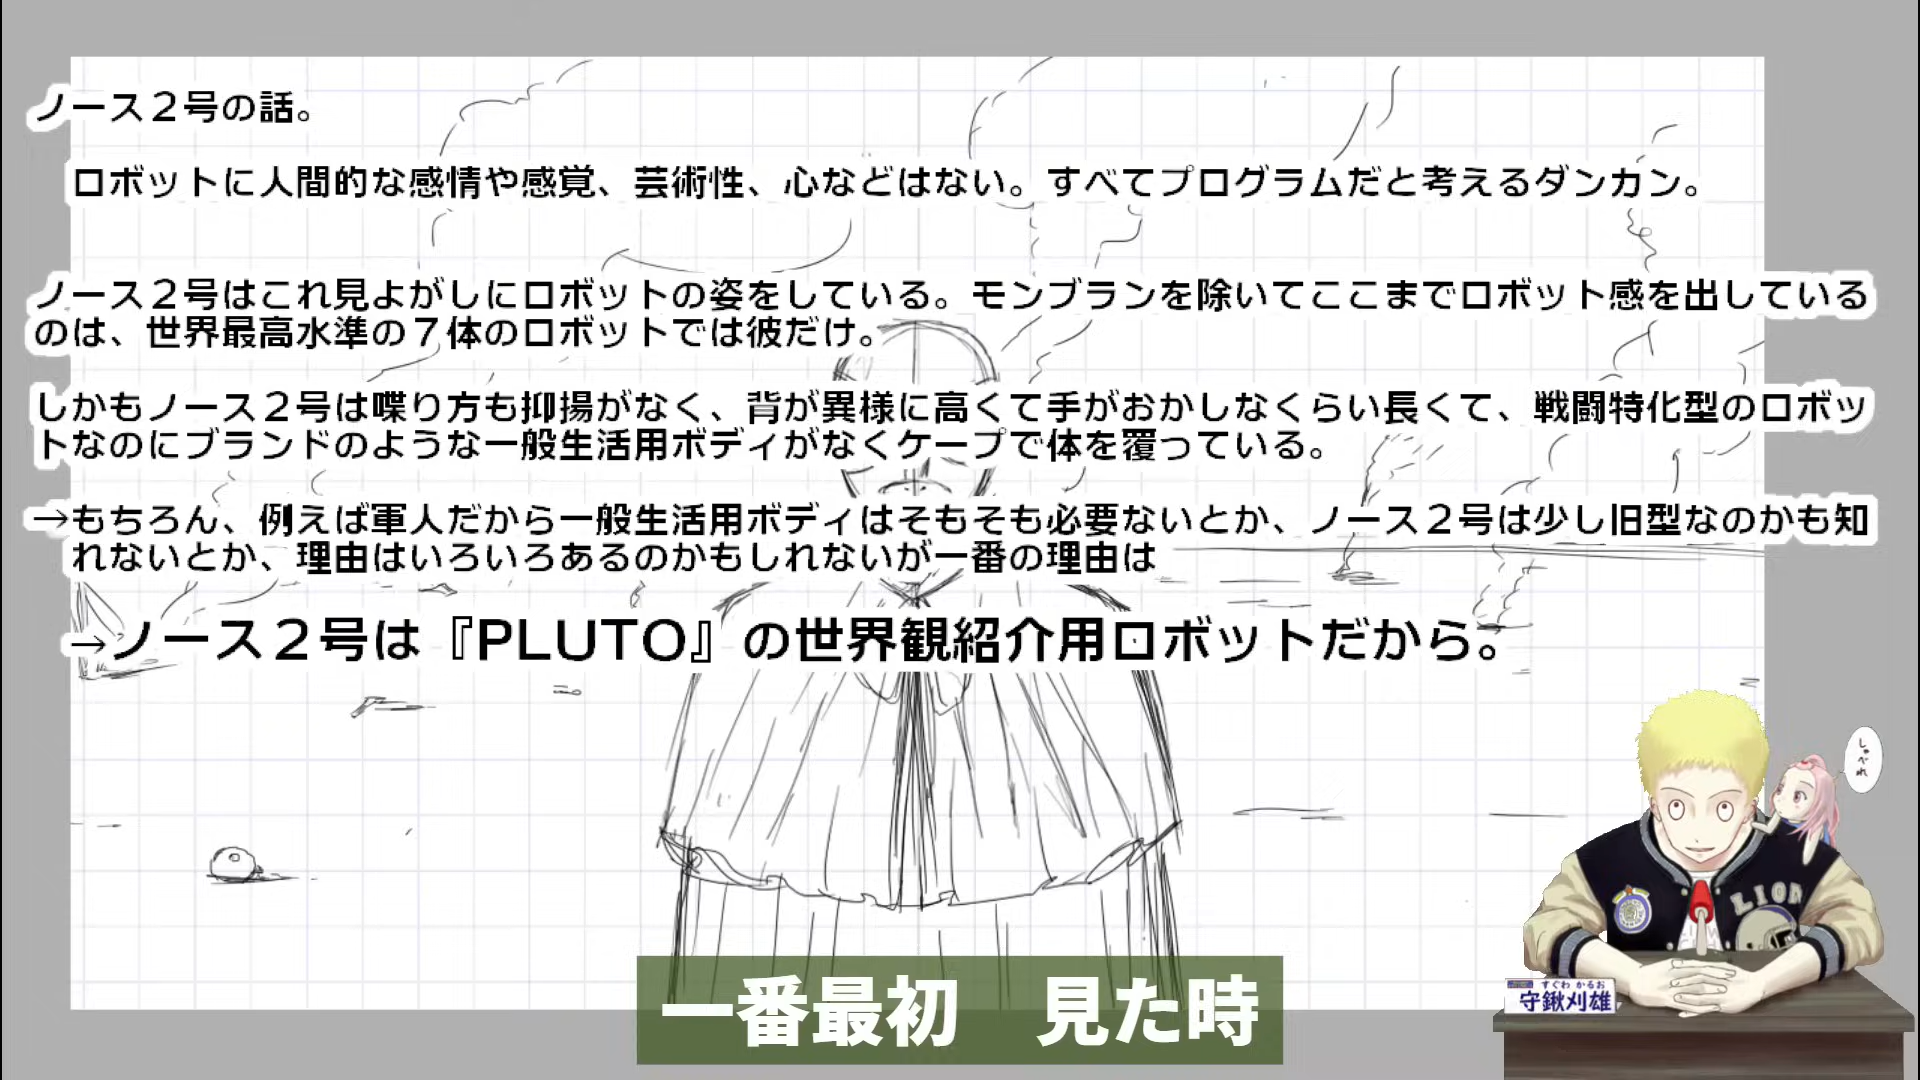 ノース２号の話。
ロボットに人間的な感情や感覚、芸術性、心などはない。すべてプログラムだと考えるダンカン。
ノース２号はこれ見よがしにロボットの姿をしている。モンブランを除いてここまでロボット感を出している
のは、世界最高水準の７体のロボットでは彼だけ。
しかもノース２号は喋り方も抑揚がなく、背が異様に高くて手がおかしなくらい長くて、戦闘特化型のロボッ
トなのにブランドのような一般生活用ボディがなくケープで体を覆っている。
→もちろん、例えば軍人だから一般生活用ボディはそもそも必要ないとか、ノース２号は少し旧型なのかも知
れないとか、理由はいろいろあるのかもしれないが一番の理由は
→ノース２号は『PLUTO』の世界観紹介用ロボットだから。
しゃべれ
LION
すぐわ かるお
守鍬刈雄
一番最初　見た時